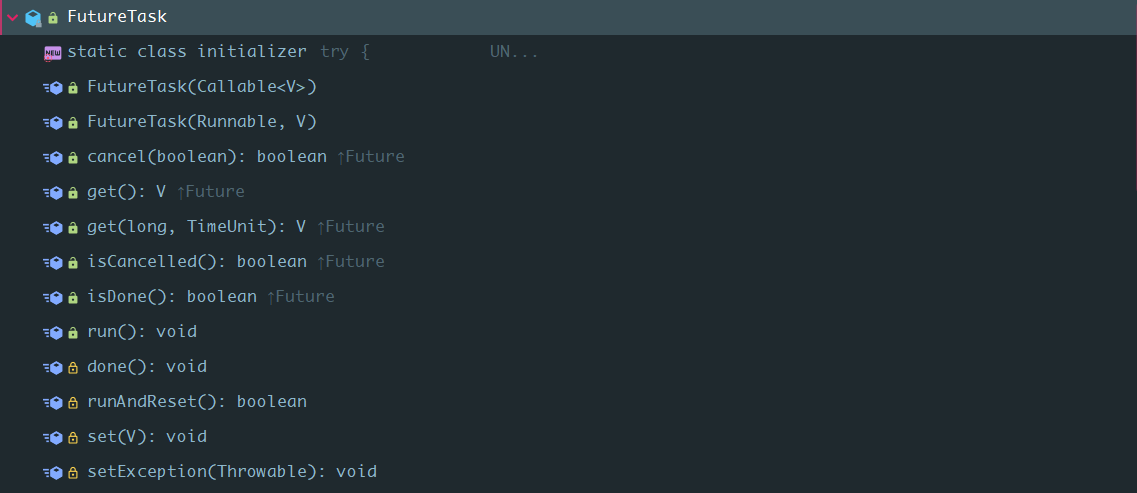 FutureTask
NEW static class initializer try { UN...
FutureTask(Callable<V>)
FutureTask(Runnable, V)
cancel(boolean): boolean ↑Future
get(): V ↑Future
get(long, TimeUnit): V ↑Future
isCancelled(): boolean ↑Future
isDone(): boolean ↑Future
run(): void
done(): void
runAndReset(): boolean
set(V): void
setException(Throwable): void